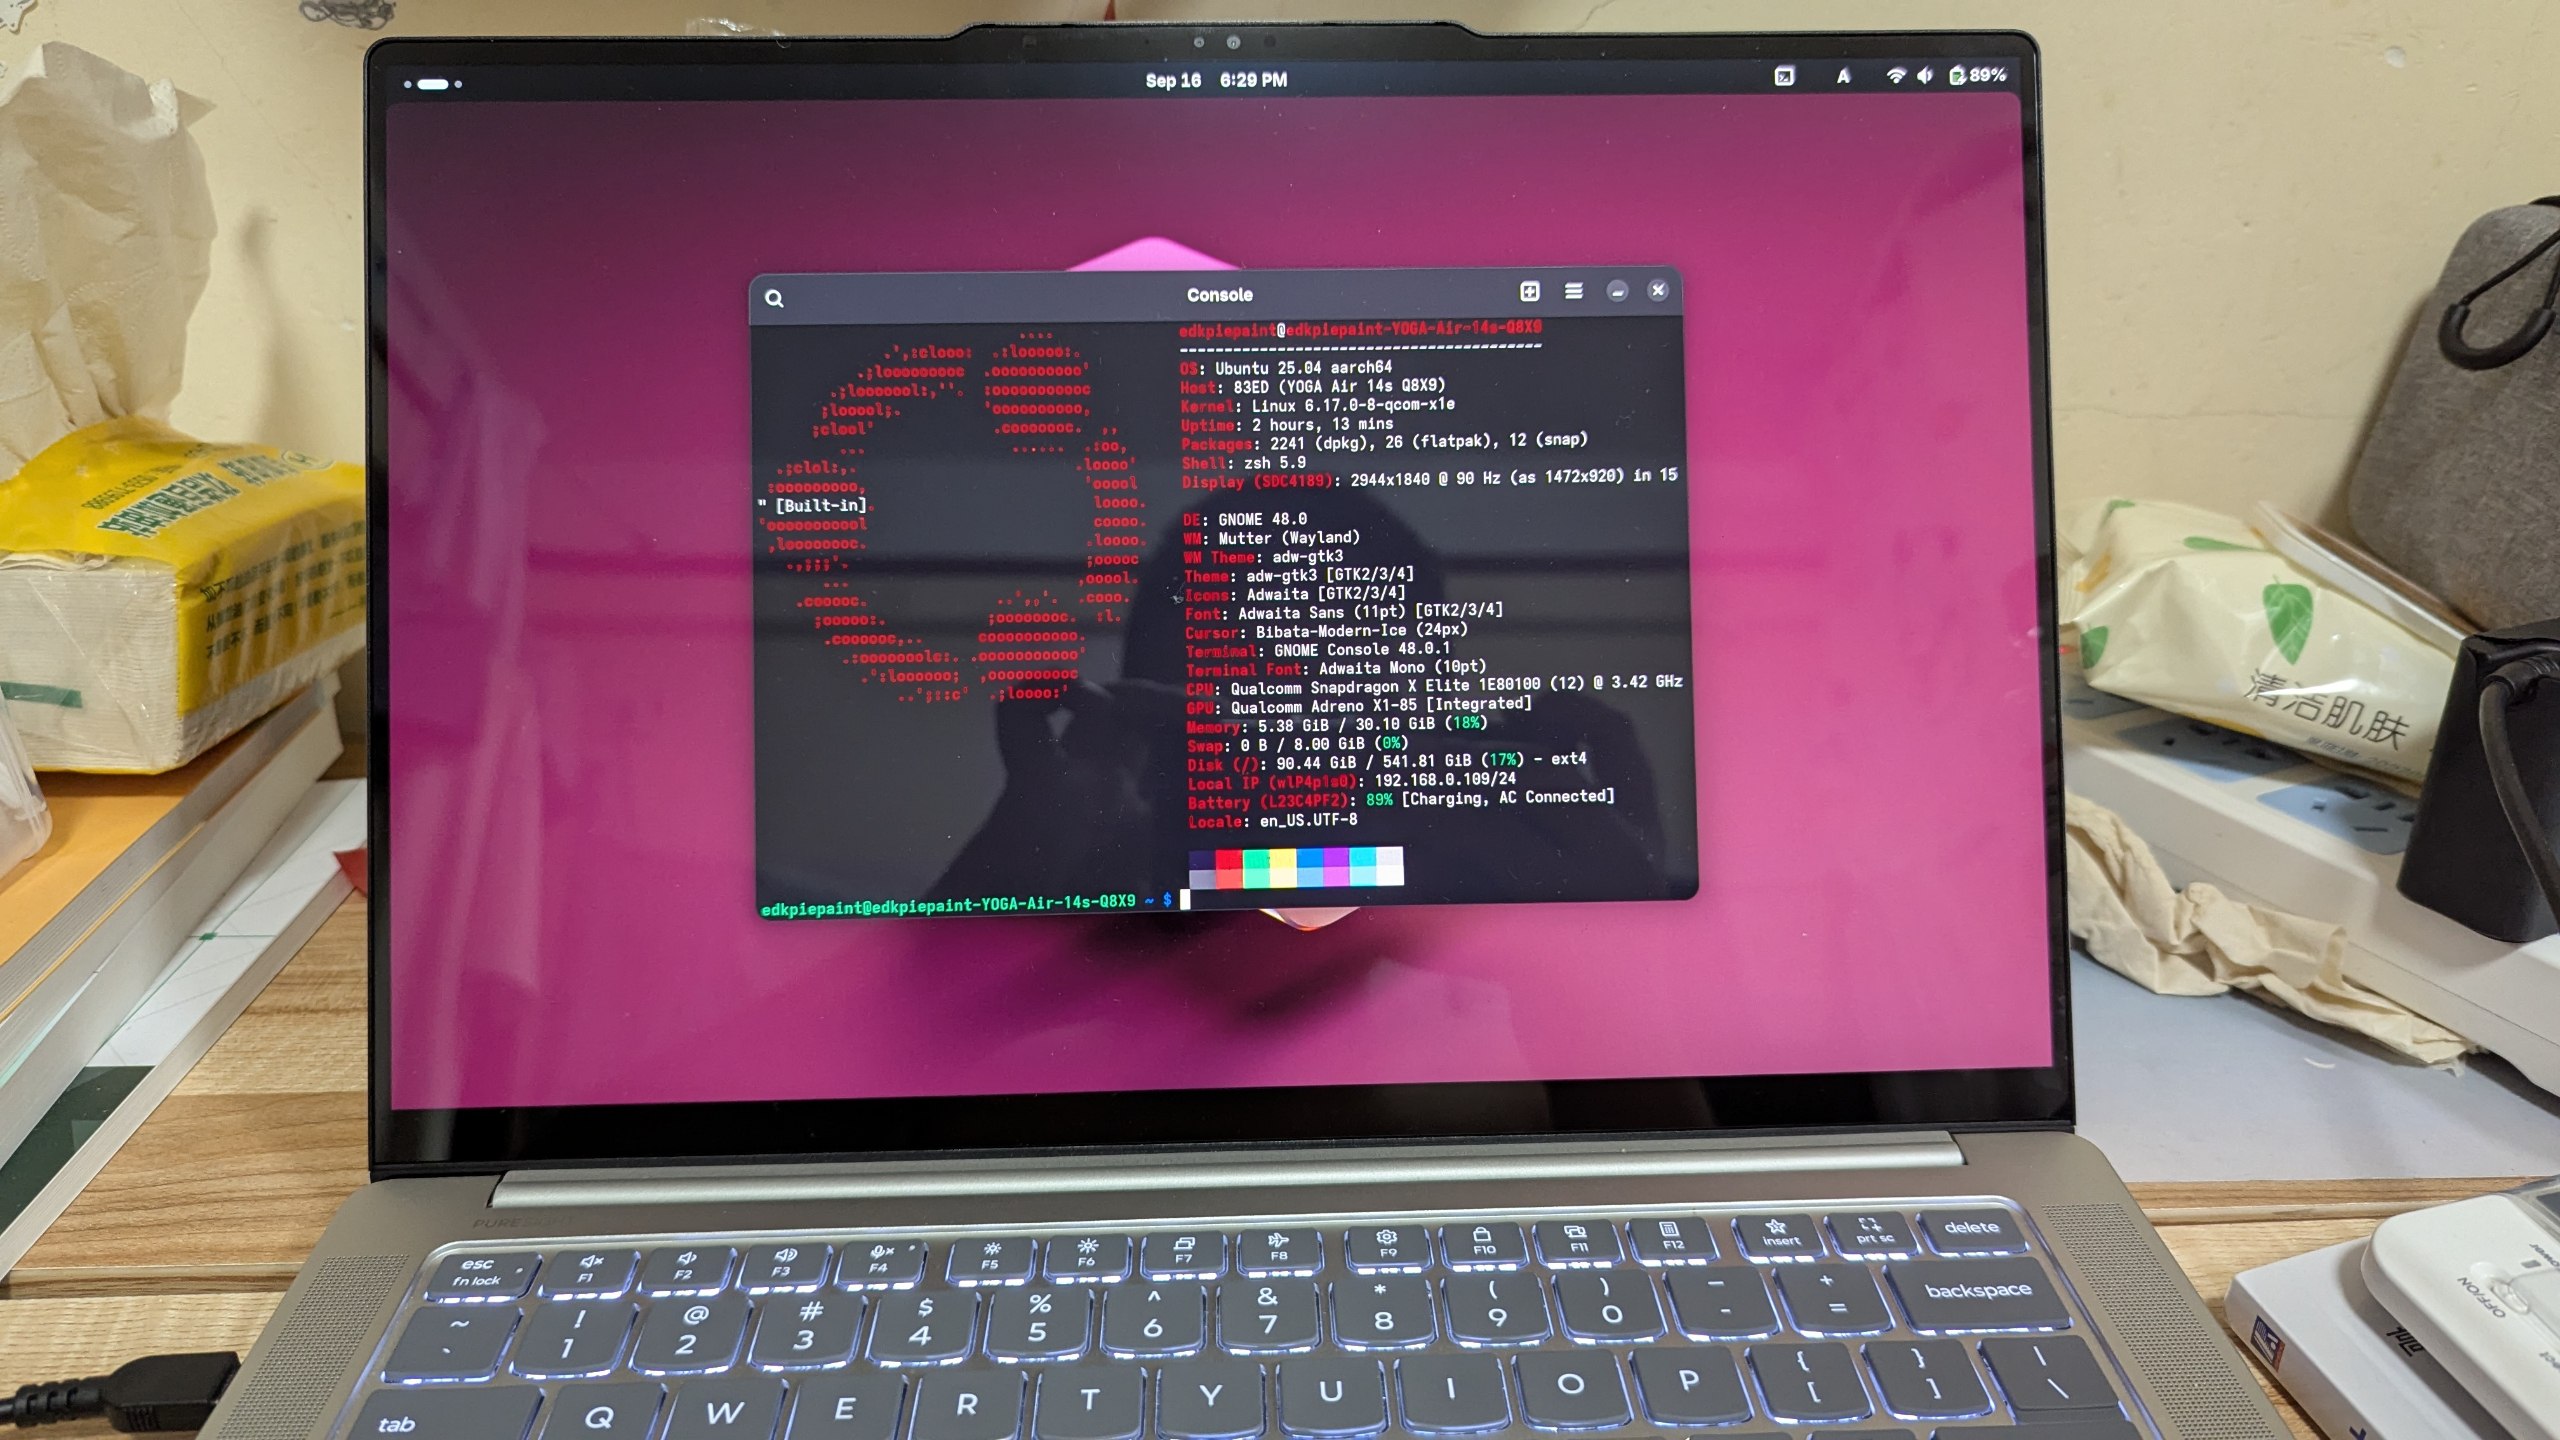 Sep 16 6:29 PM
A
89%
Console
edkpiepaint@edkpiepaint-YOGA-Air-14s-Q8X9
-----------------------------------------
OS: Ubuntu 25.04 aarch64
Host: 83ED (YOGA Air 14s Q8X9)
Kernel: Linux 6.17.0-8-qcom-x1e
Uptime: 2 hours, 13 mins
Packages: 2241 (dpkg), 26 (flatpak), 12 (snap)
Shell: zsh 5.9
Display (SDC4189): 2944x1840 @ 90 Hz (as 1472x920) in 15
" [Built-in]
DE: GNOME 48.0
WM: Mutter (Wayland)
WM Theme: adw-gtk3
Theme: adw-gtk3 [GTK2/3/4]
Icons: Adwaita [GTK2/3/4]
Font: Adwaita Sans (11pt) [GTK2/3/4]
Cursor: Bibata-Modern-Ice (24px)
Terminal: GNOME Console 48.0.1
Terminal Font: Adwaita Mono (10pt)
CPU: Qualcomm Snapdragon X Elite 1E80100 (12) @ 3.42 GHz
GPU: Qualcomm Adreno X1-85 [Integrated]
Memory: 5.38 GiB / 30.10 GiB (18%)
Swap: 0 B / 8.00 GiB (0%)
Disk (/): 90.44 GiB / 541.81 GiB (17%) - ext4
Local IP (wlP4p1s0): 192.168.0.109/24
Battery (L23C4PF2): 89% [Charging, AC Connected]
Locale: en_US.UTF-8
edkpiepaint@edkpiepaint-YOGA-Air-14s-Q8X9 ~ $
清洁肌肤
PURESIGHT
esc F1 F2 F3 F4 F5 F6 F7 F8 F9 F10 F11 F12 insert prt sc delete
fn lock
~ ! @ # $ % ^ & * ( ) _ + backspace
` 1 2 3 4 5 6 7 8 9 0 - =
tab Q W E R T Y U I O P { } |
[ ] \
OFF/ON